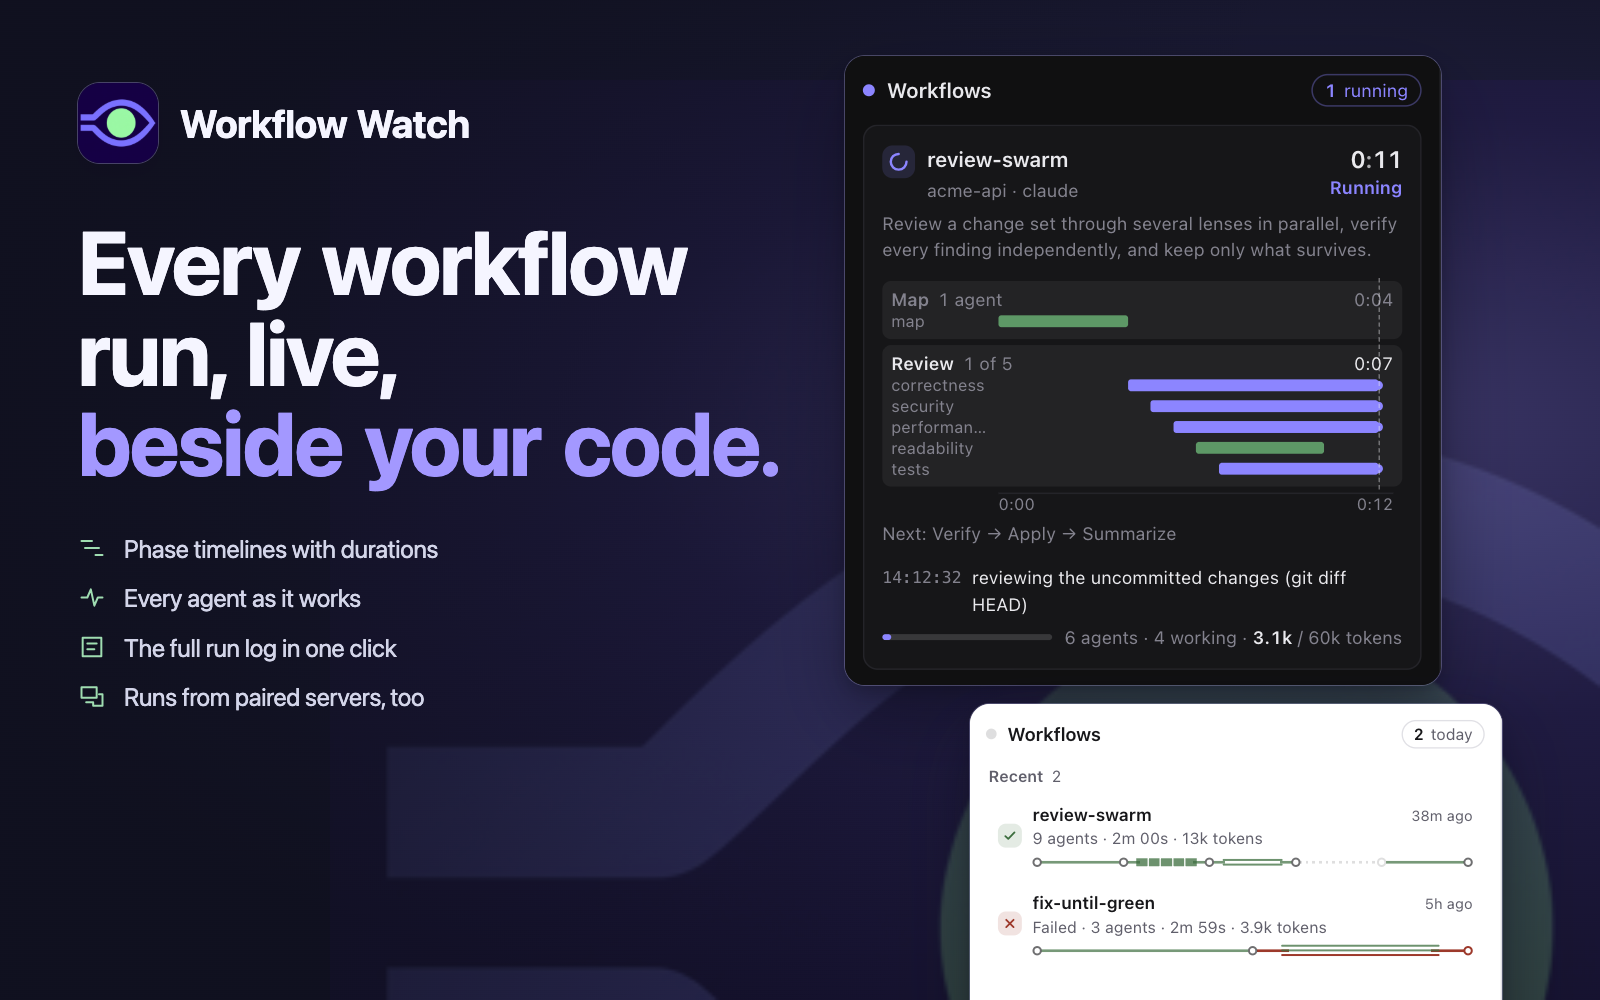 Workflow Watch
Every workflow
run, live,
beside your code.
Phase timelines with durations
Every agent as it works
The full run log in one click
Runs from paired servers, too
Workflows
1 running
review-swarm
0:11
acme-api · claude
Running
Review a change set through several lenses in parallel, verify
every finding independently, and keep only what survives.
Map 1 agent
0:04
map
Review 1 of 5
0:07
correctness
security
performan...
readability
tests
0:00
0:12
Next: Verify → Apply → Summarize
14:12:32 reviewing the uncommitted changes (git diff
HEAD)
6 agents · 4 working · 3.1k / 60k tokens
Workflows
2 today
Recent 2
review-swarm
38m ago
9 agents · 2m 00s · 13k tokens
fix-until-green
5h ago
Failed · 3 agents · 2m 59s · 3.9k tokens